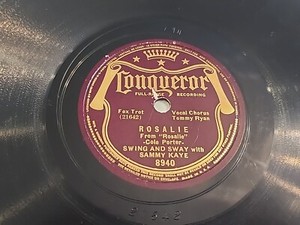 Conqueror
FULL-RANGE RECORDING
Fox Trot Vocal Chorus
(21642) Tommy Ryan
ROSALIE
From "Rosalie"
-Cole Porter-
SWING AND SWAY with
SAMMY KAYE
8940